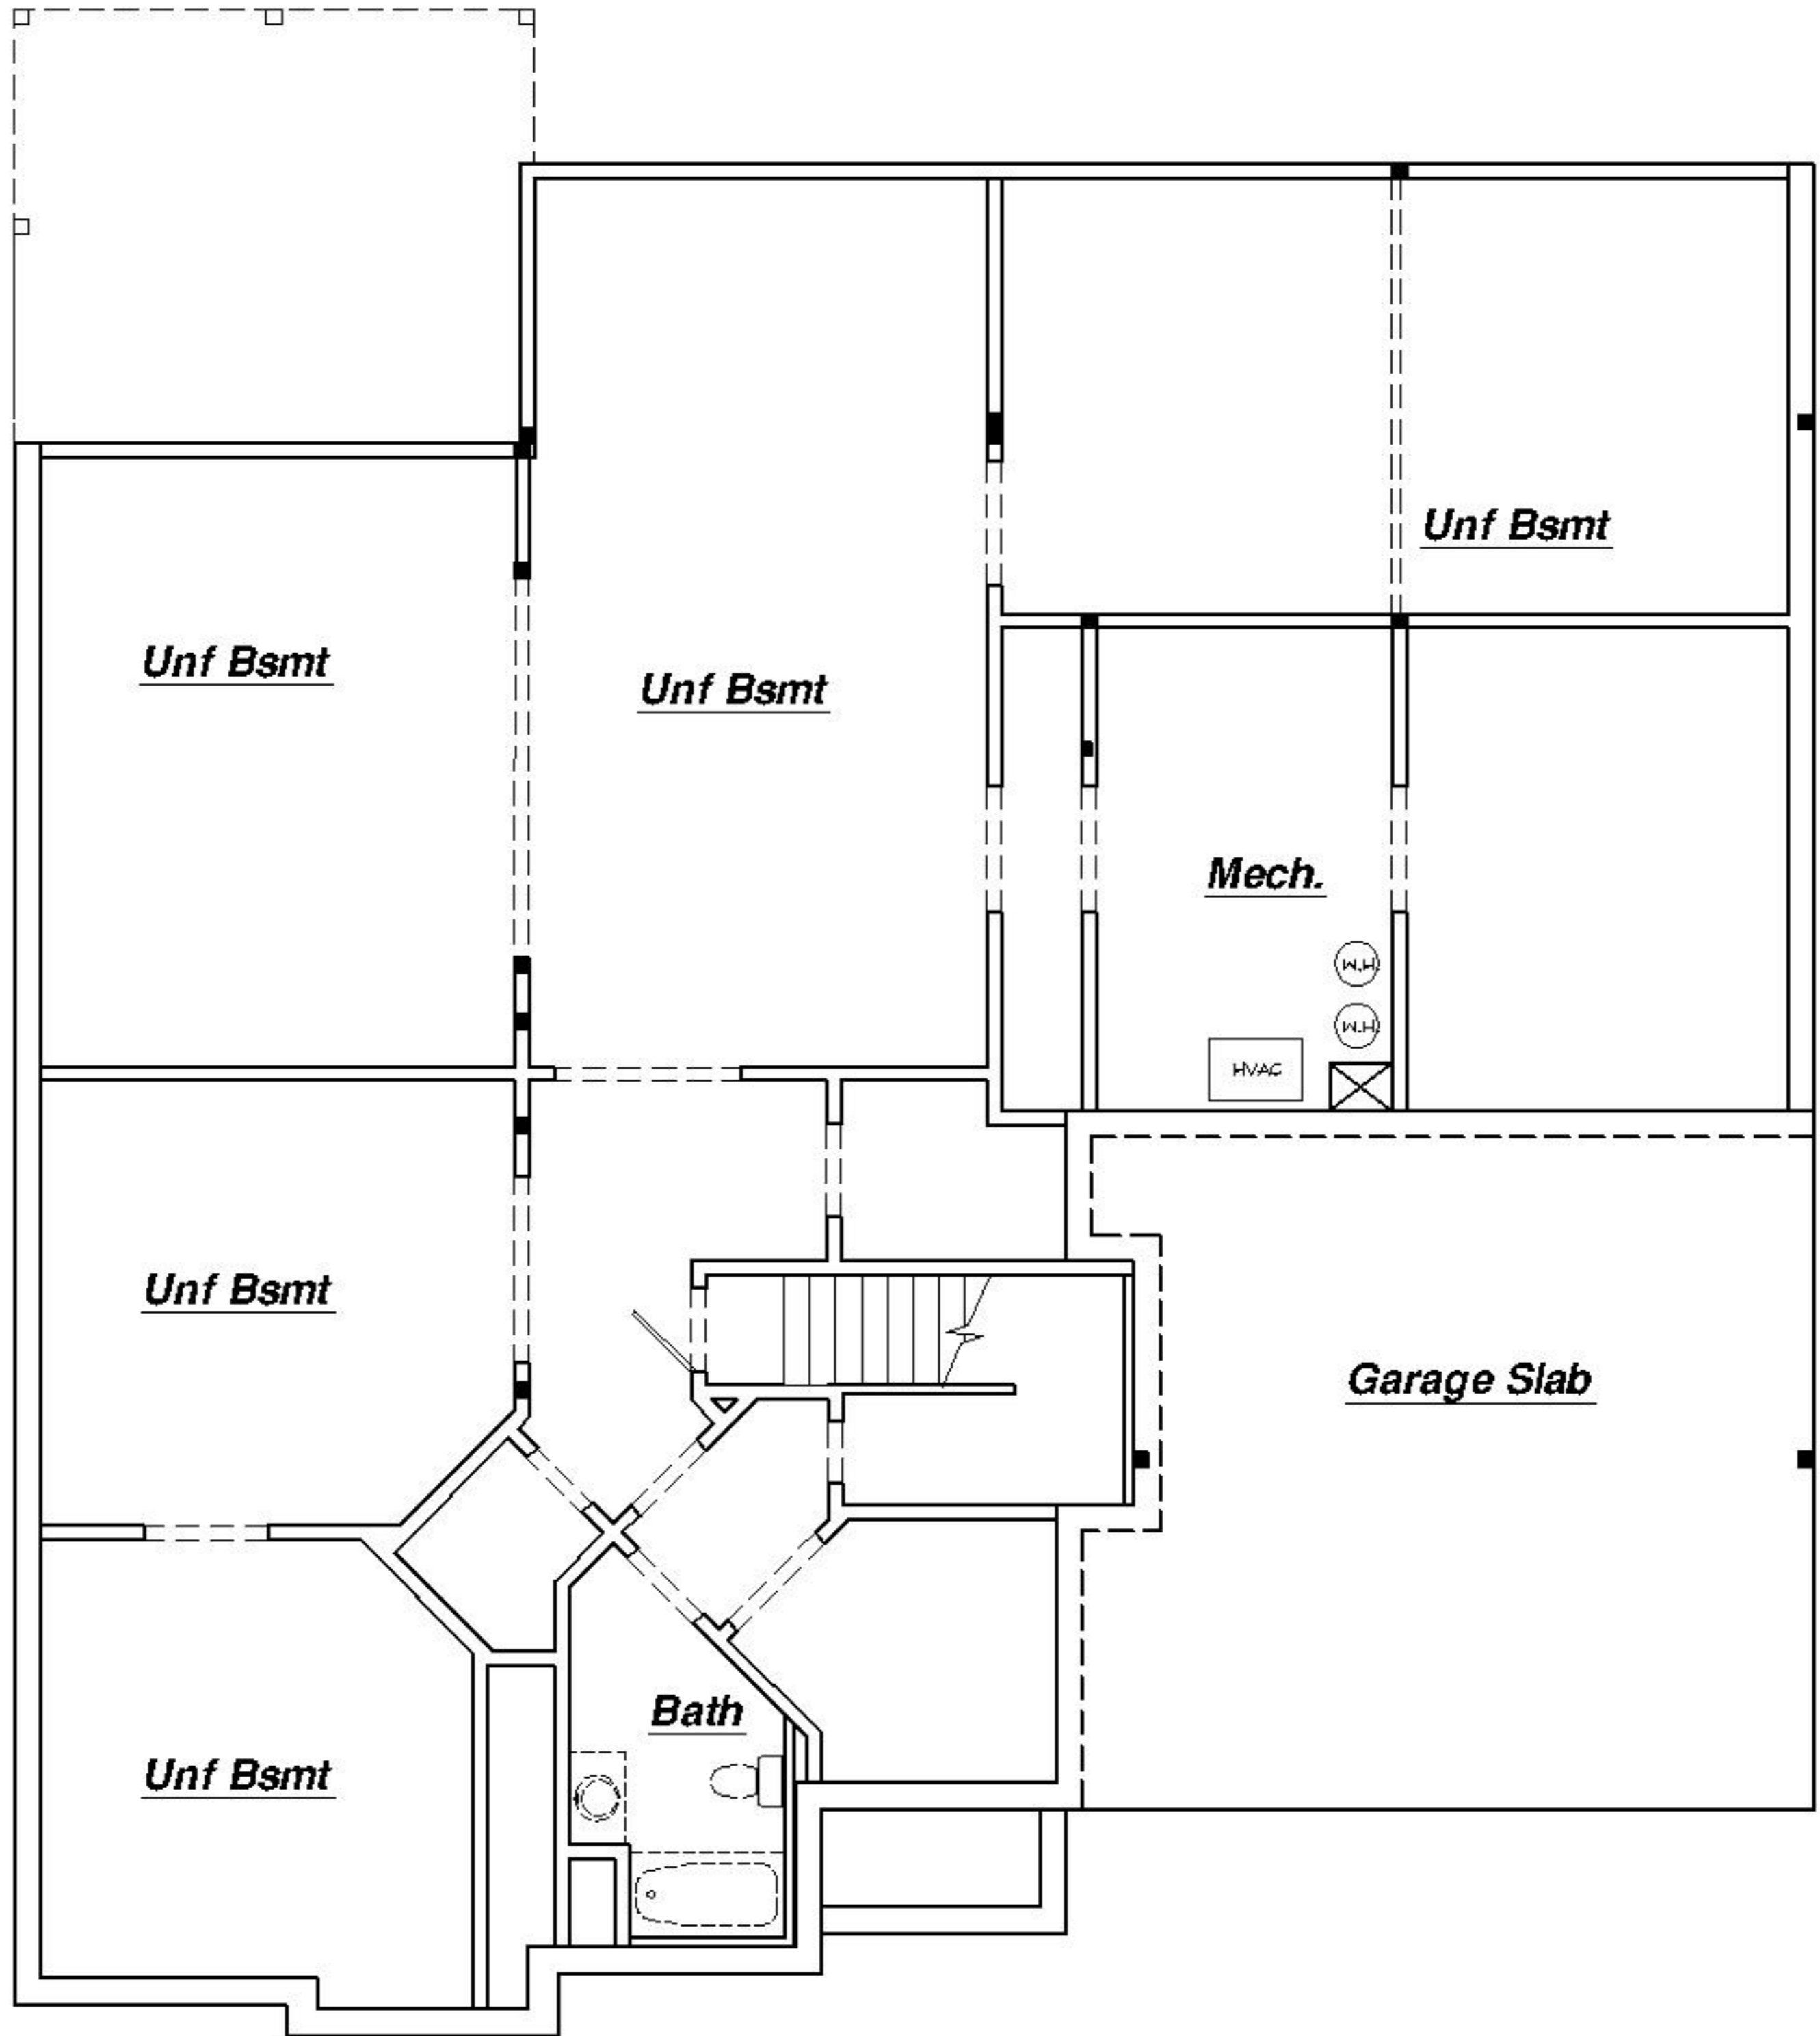 Unf Bsmt
Unf Bsmt
Unf Bsmt
Mech.
W.H
W.H
HVAC
Unf Bsmt
Garage Slab
Bath
Unf Bsmt